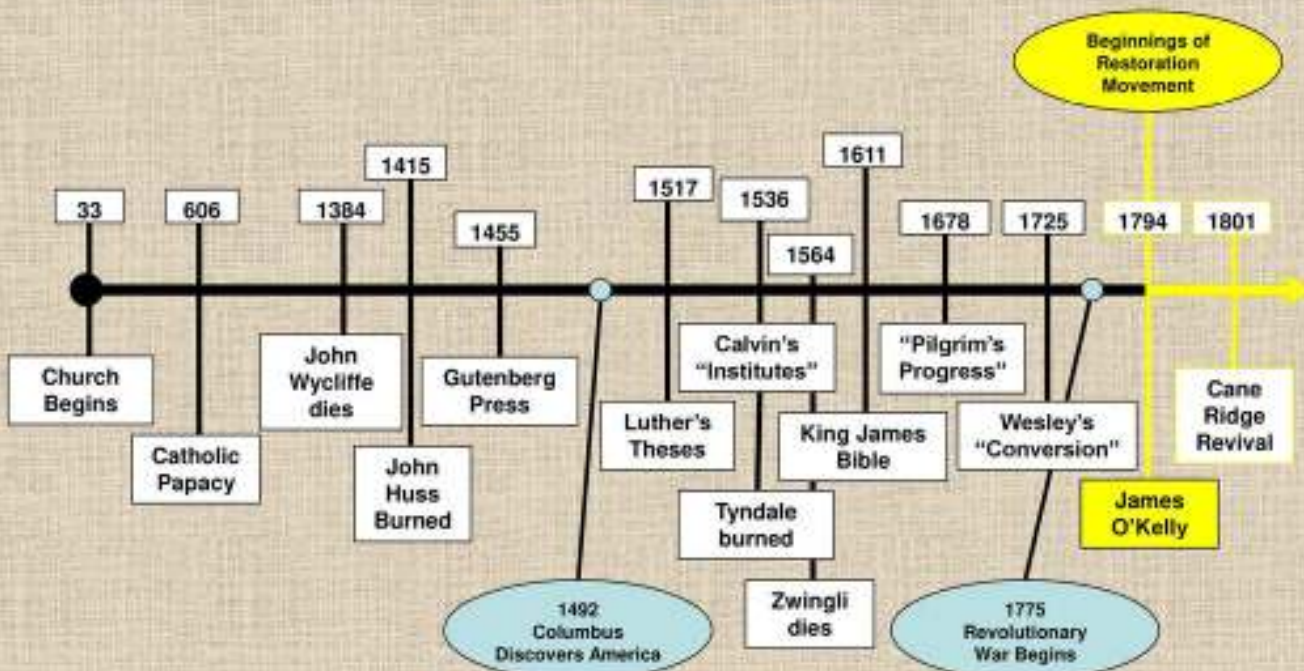 Beginnings of
Restoration
Movement
33
606
1384
1415
1455
1517
1536
1564
1611
1678
1725
1794
1801
Church
Begins
Catholic
Papacy
John
Wycliffe
dies
John
Huss
Burned
Gutenberg
Press
Luther's
Theses
Calvin's
“Institutes”
Tyndale
burned
Zwingli
dies
King James
Bible
“Pilgrim's
Progress”
Wesley's
“Conversion”
James
O'Kelly
Cane
Ridge
Revival
1492
Columbus
Discovers America
1775
Revolutionary
War Begins